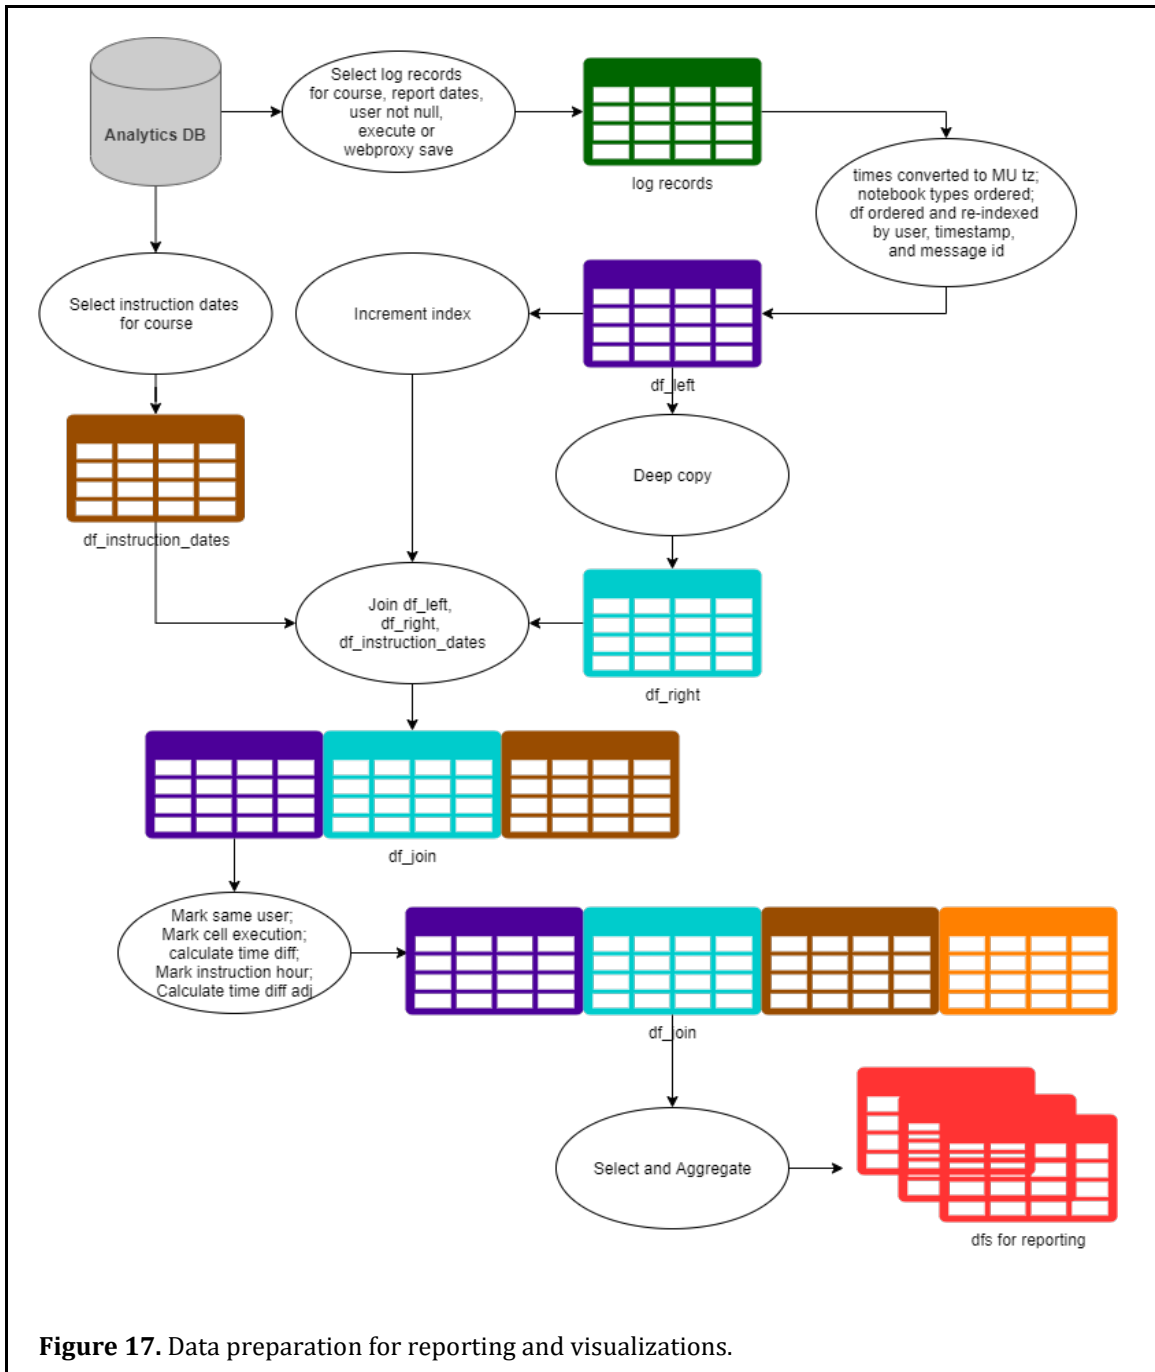 Analytics DB
Select log records
for course, report dates,
user not null,
execute or
webproxy save
log records
times converted to MU tz;
notebook types ordered;
df ordered and re-indexed
by user, timestamp,
and message id
Select instruction dates
for course
Increment index
df_left
Deep copy
df_instruction_dates
Join df_left,
df_right,
df_instruction_dates
df_right
df_join
Mark same user;
Mark cell execution;
calculate time diff;
Mark instruction hour;
Calculate time diff adj
df_join
Select and Aggregate
dfs for reporting
Figure 17. Data preparation for reporting and visualizations.